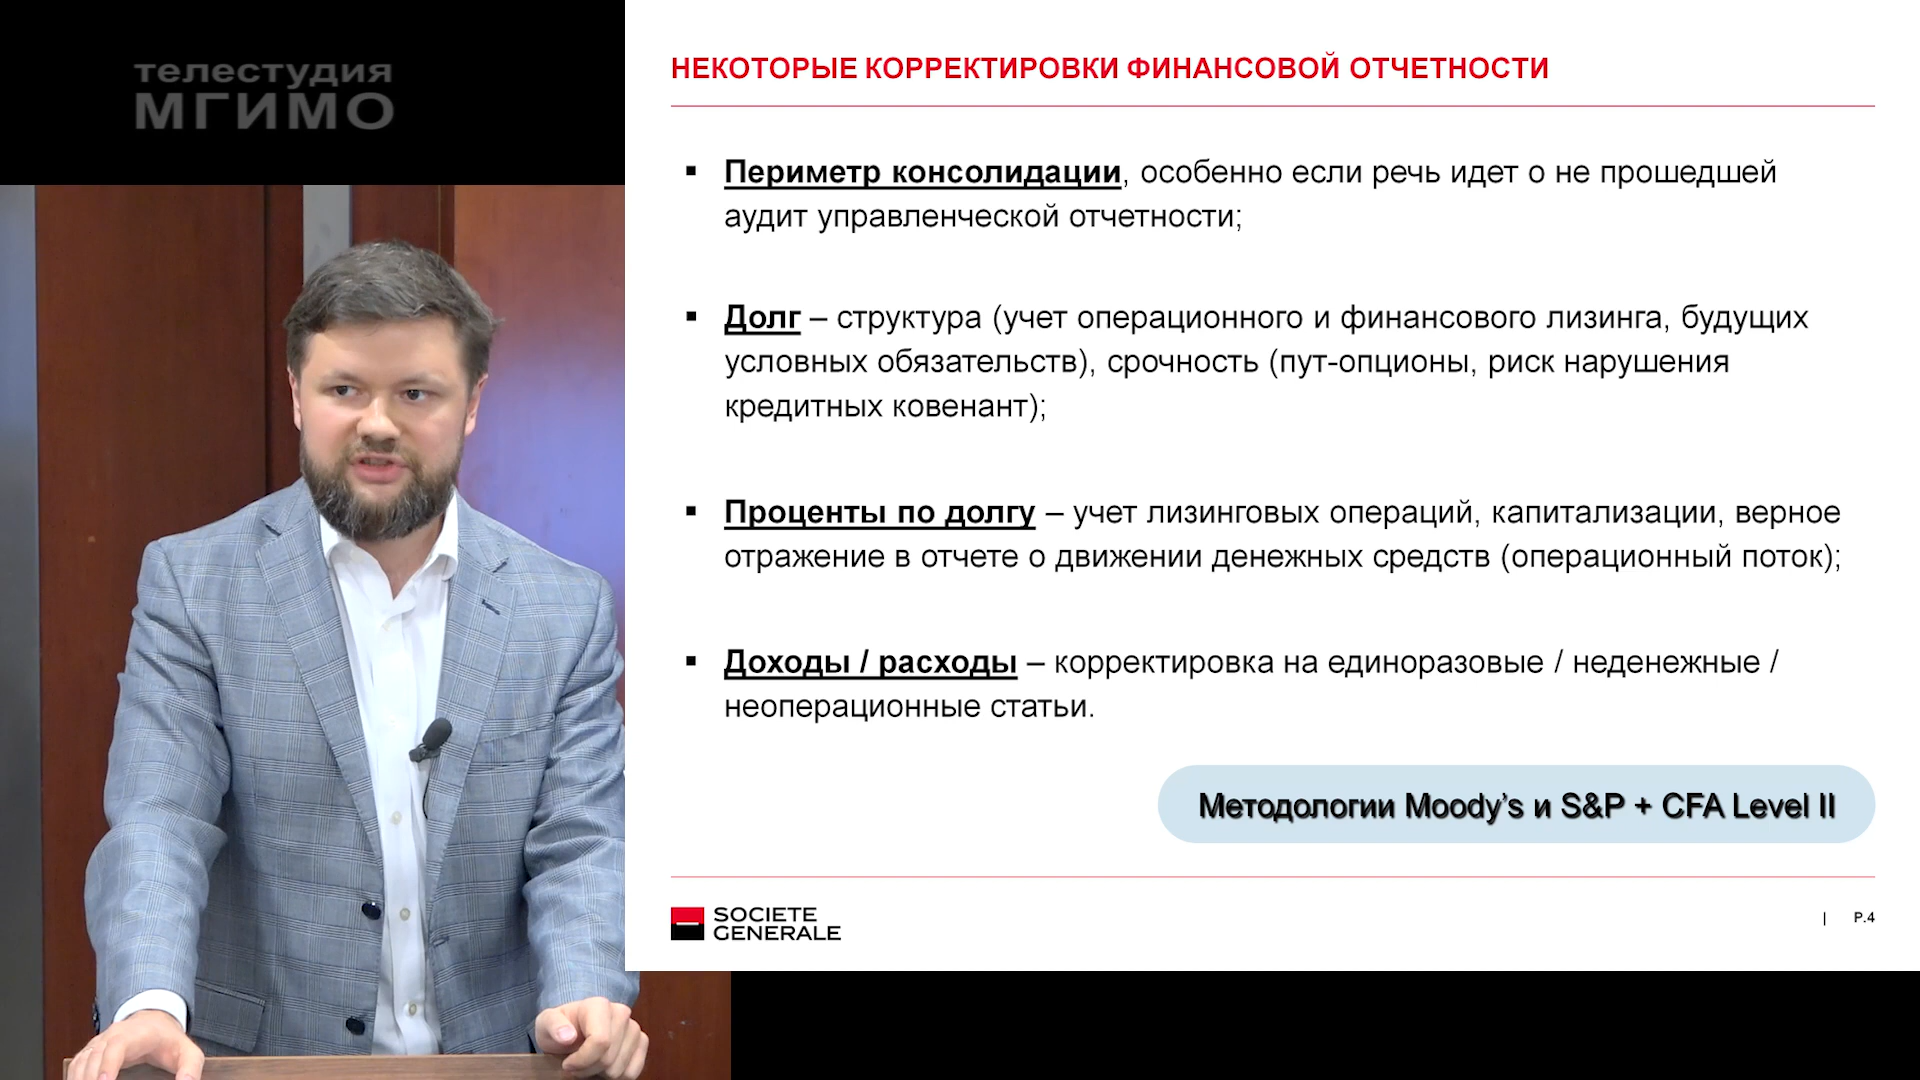 телестудия
МГИМО
НЕКОТОРЫЕ КОРРЕКТИРОВКИ ФИНАНСОВОЙ ОТЧЕТНОСТИ
▪ Периметр консолидации, особенно если речь идет о не прошедшей
аудит управленческой отчетности;
▪ Долг – структура (учет операционного и финансового лизинга, будущих
условных обязательств), срочность (пут-опционы, риск нарушения
кредитных ковенант);
▪ Проценты по долгу – учет лизинговых операций, капитализации, верное
отражение в отчете о движении денежных средств (операционный поток);
▪ Доходы / расходы – корректировка на единоразовые / неденежные /
неоперационные статьи.
Методологии Moody’s и S&P + CFA Level II
SOCIETE
GENERALE
| P.4